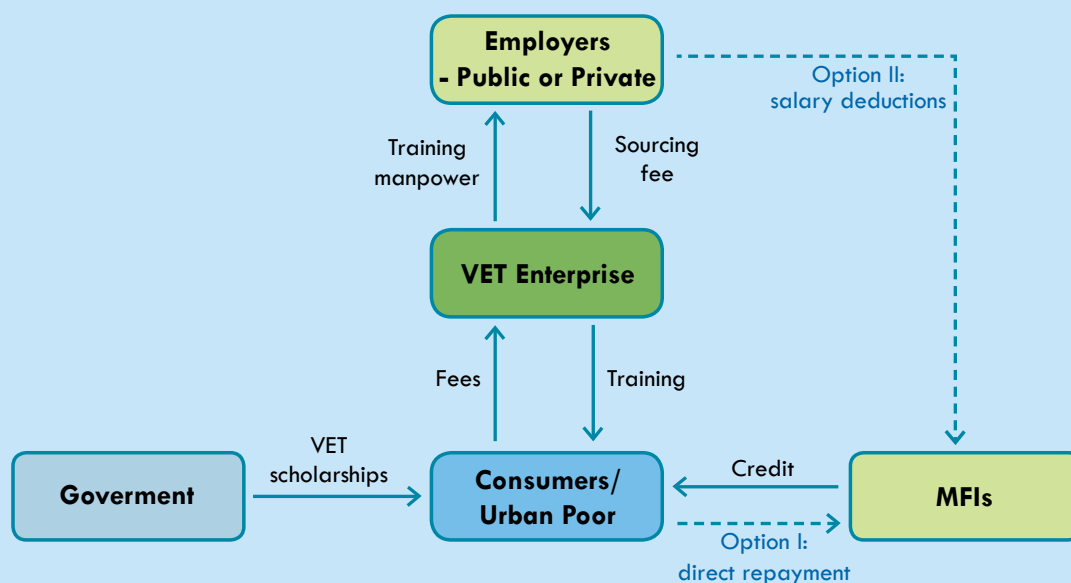 Employers
- Public or Private
Option II:
salary deductions
Training
manpower
Sourcing
fee
VET Enterprise
Fees
Training
VET
scholarships
Goverment
Consumers/
Urban Poor
Credit
MFIs
Option I:
direct repayment